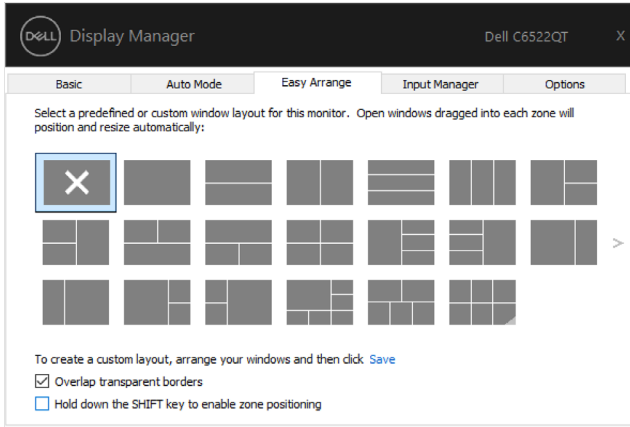 DELL Display Manager Dell C6522QT X
Basic Auto Mode Easy Arrange Input Manager Options
Select a predefined or custom window layout for this monitor. Open windows dragged into each zone will
position and resize automatically:
To create a custom layout, arrange your windows and then click Save
Overlap transparent borders
Hold down the SHIFT key to enable zone positioning